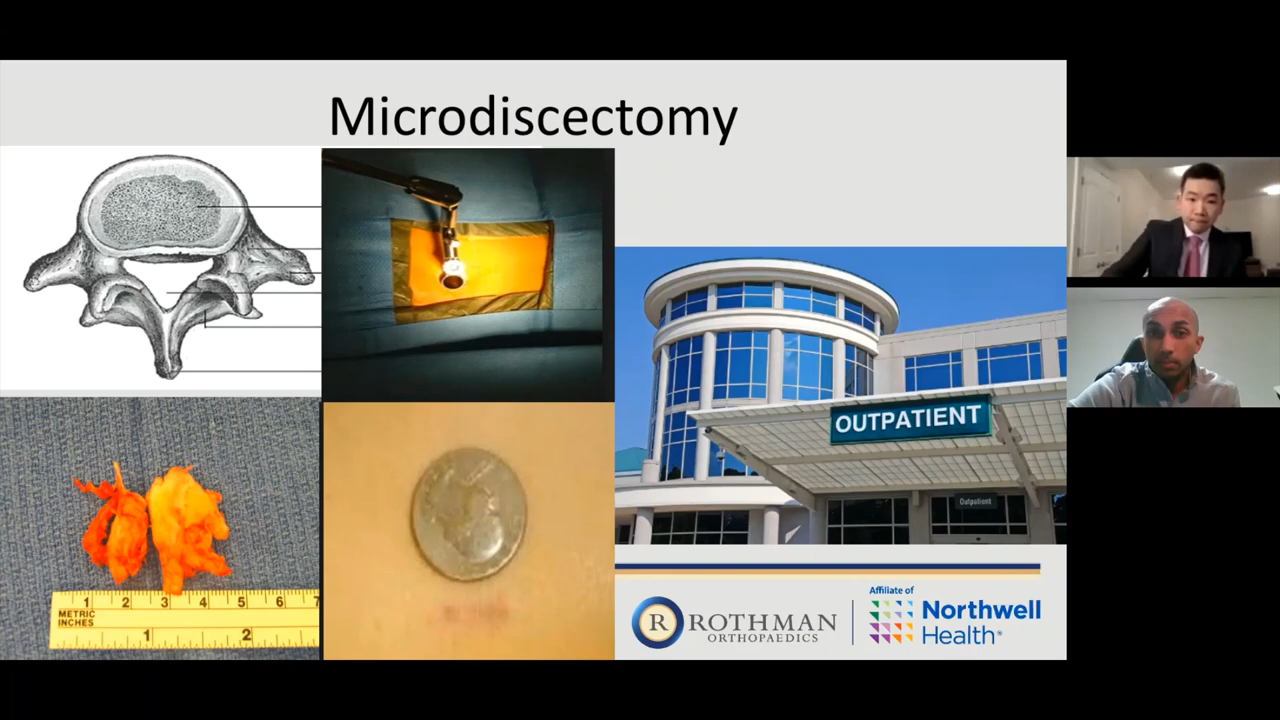 Microdiscectomy
OUTPATIENT
Outpatient
1 2 3 4 5 6 7
METRIC
INCHES
1 2
R ROTHMAN
ORTHOPAEDICS
Affiliate of
Northwell
Health®